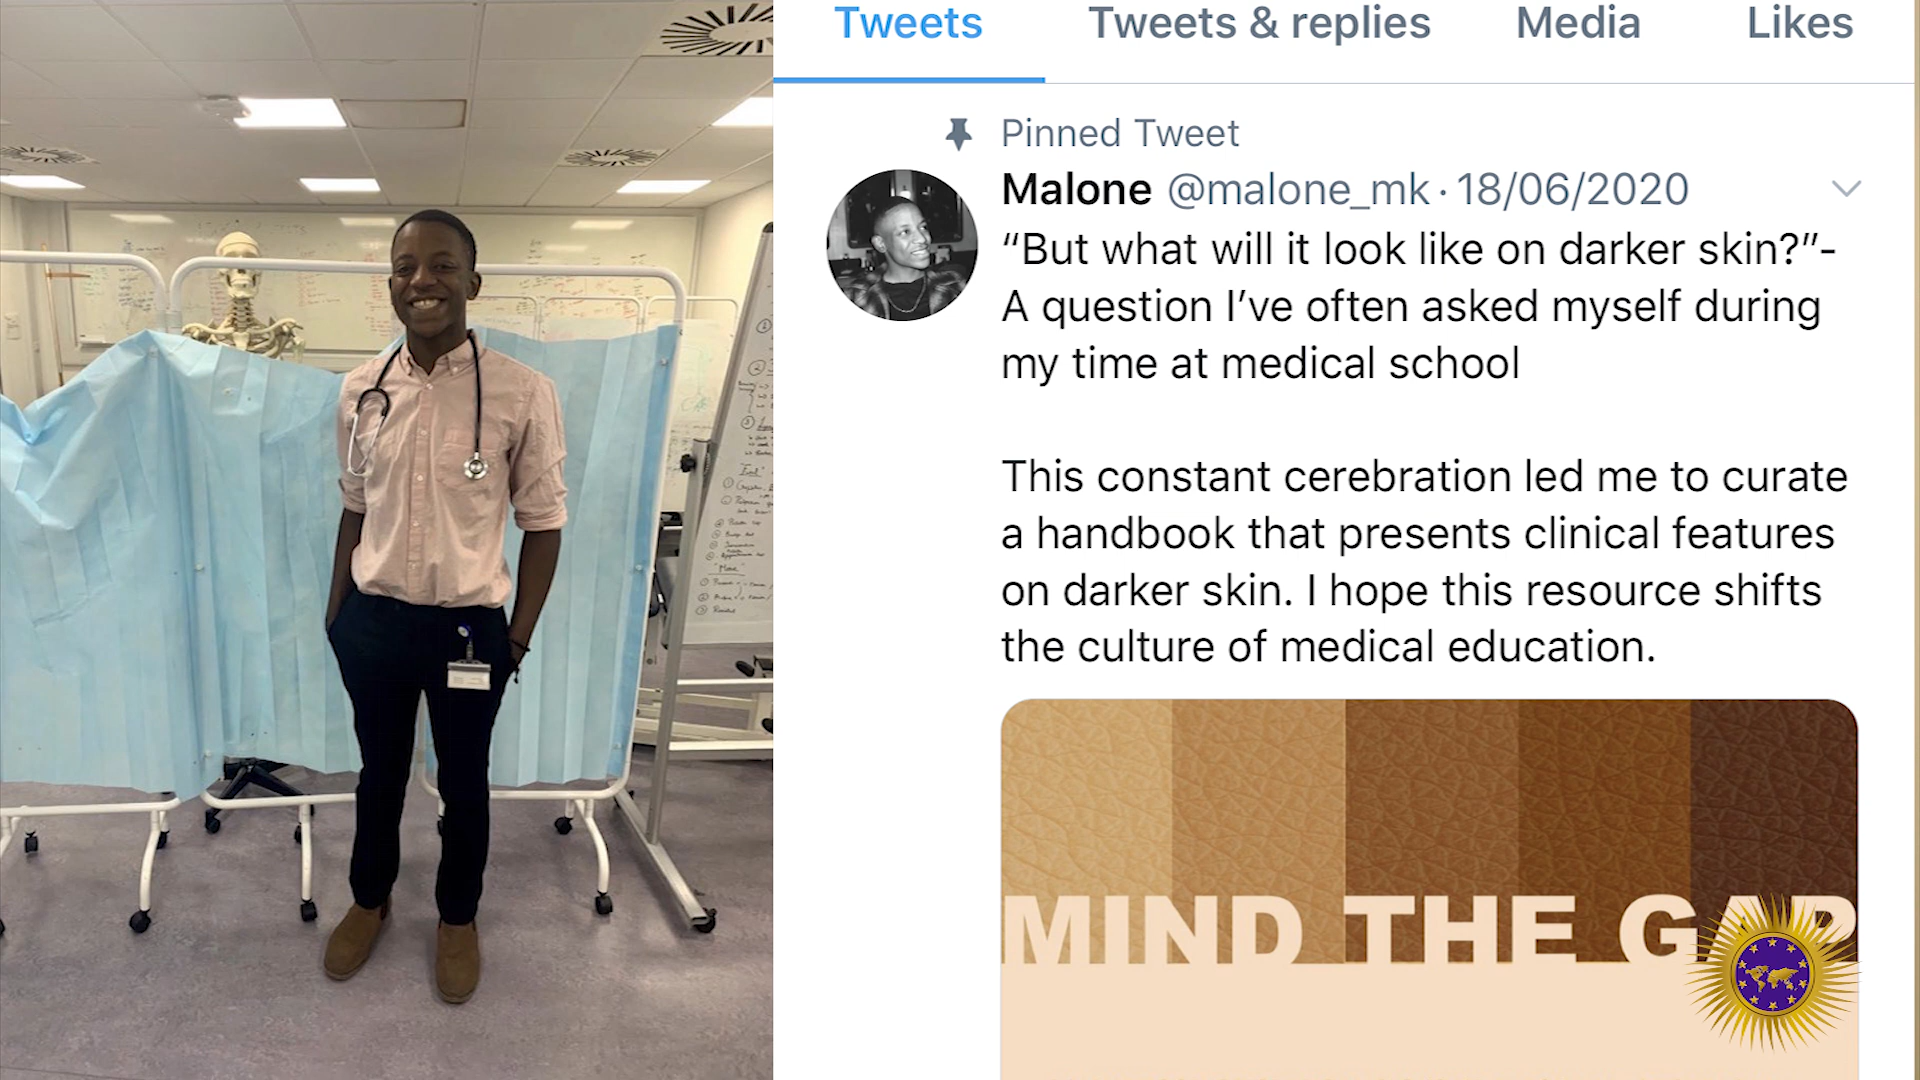 Tweets Tweets & replies Media Likes
Pinned Tweet
Malone @malone_mk · 18/06/2020
“But what will it look like on darker skin?”-
A question I’ve often asked myself during
my time at medical school
This constant cerebration led me to curate
a handbook that presents clinical features
on darker skin. I hope this resource shifts
the culture of medical education.
MIND THE GAP